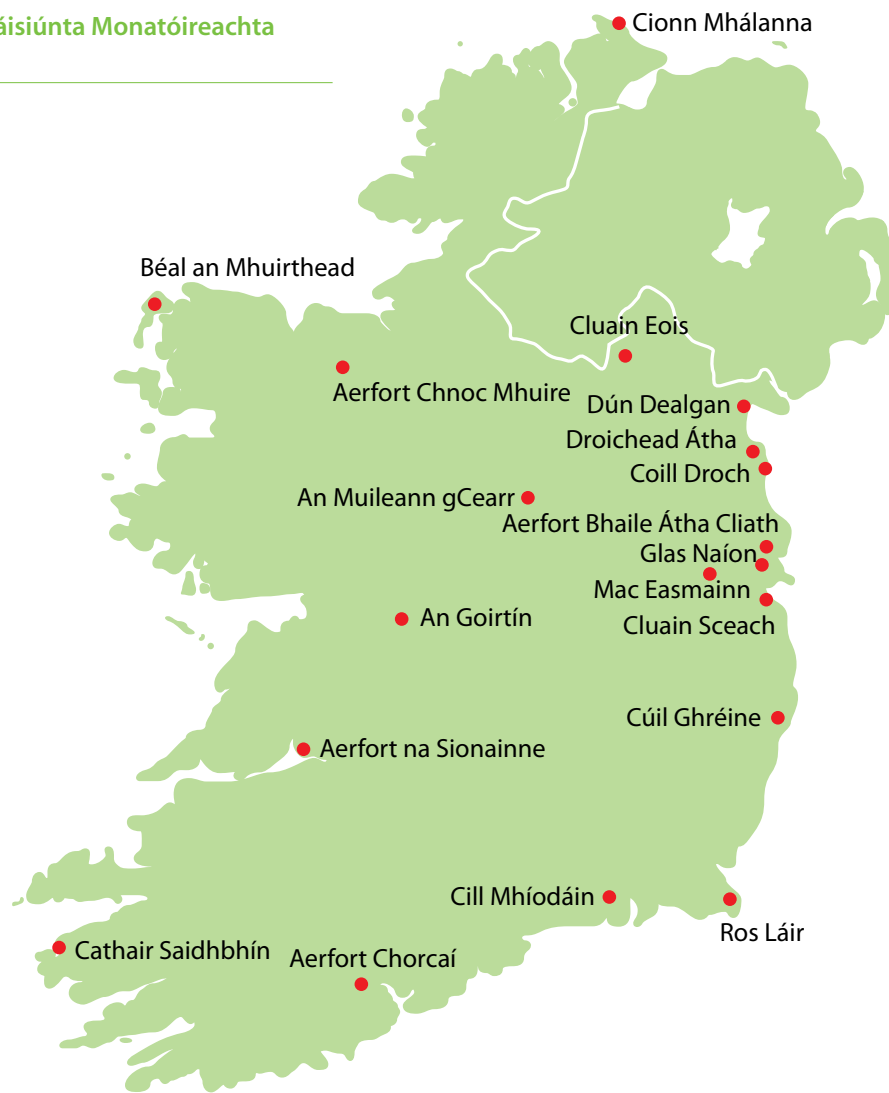 áisiúnta Monatóireachta
Cionn Mhálanna
Béal an Mhuirthead
Cluain Eois
Aerfort Chnoc Mhuire
Dún Dealgan
Droichead Átha
Coill Droch
An Muileann gCearr
Aerfort Bhaile Átha Cliath
Glas Naíon
Mac Easmainn
An Goirtín
Cluain Sceach
Cúil Ghréine
Aerfort na Sionainne
Cill Mhíodáin
Ros Láir
Cathair Saidhbhín
Aerfort Chorcaí